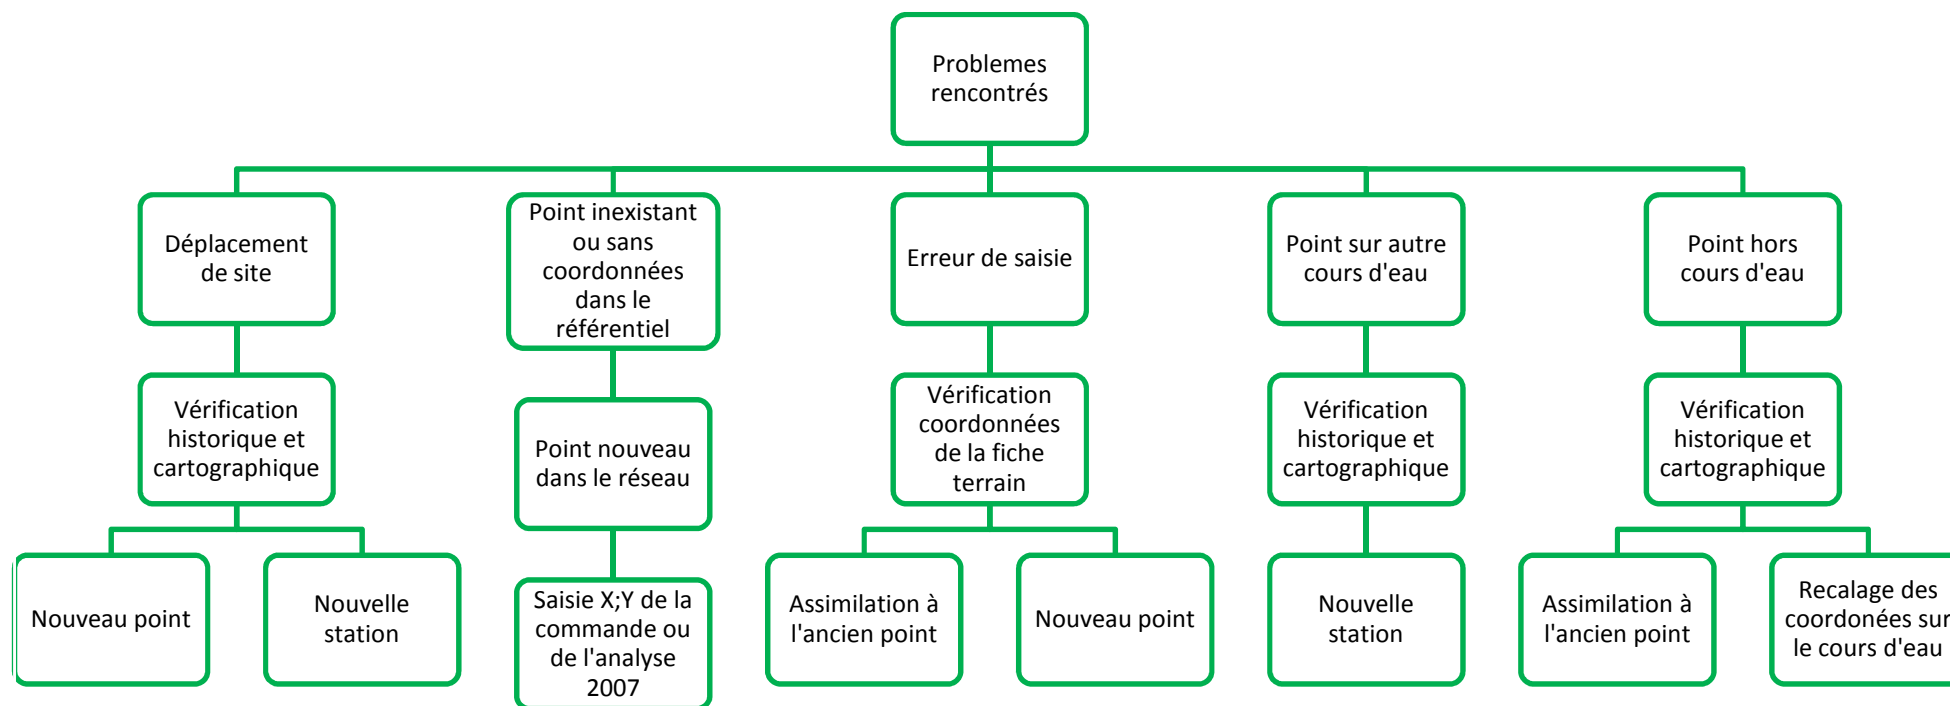 Problemes
rencontrés
Déplacement
de site
Point inexistant
ou sans
coordonnées
dans le
référentiel
Erreur de saisie
Point sur autre
cours d'eau
Point hors
cours d'eau
Vérification
historique et
cartographique
Point nouveau
dans le réseau
Vérification
coordonnées
de la fiche
terrain
Vérification
historique et
cartographique
Vérification
historique et
cartographique
Nouveau point
Nouvelle
station
Saisie X;Y de la
commande ou
de l'analyse
2007
Assimilation à
l'ancien point
Nouveau point
Nouvelle
station
Assimilation à
l'ancien point
Recalage des
coordonées sur
le cours d'eau